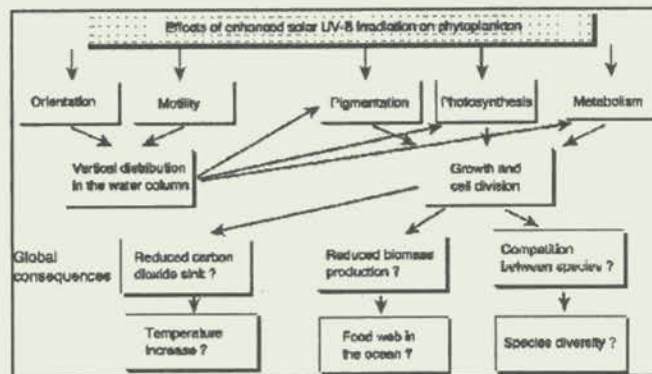 Effects of enhanced solar UV-B irradiation on phytoplankton
Orientation
Motility
Pigmentation
Photosynthesis
Metabolism
Vertical distribution
in the water column
Growth and
cell division
Global
consequences
Reduced carbon
dioxide sink ?
Reduced biomass
production ?
Competition
between species ?
Temperature
increase ?
Food web in
the ocean ?
Species diversity ?